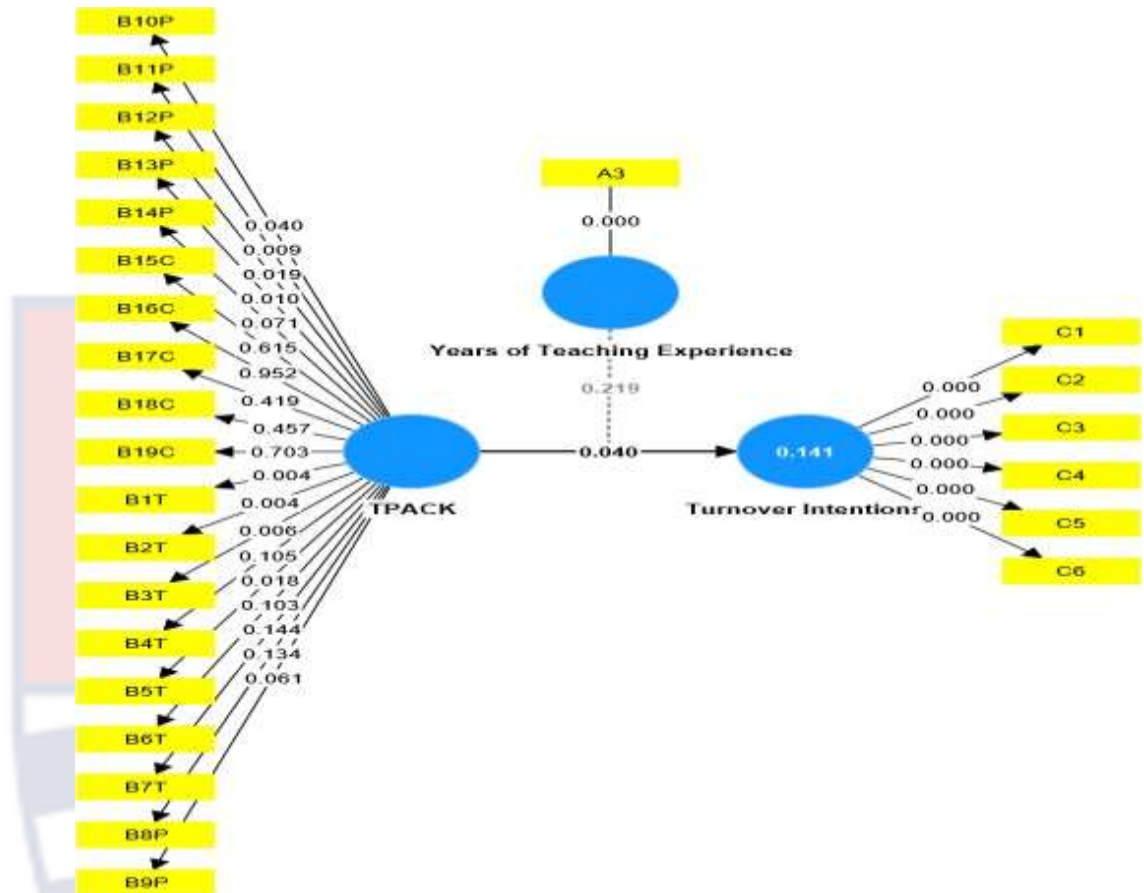 B10P
B11P
B12P
B13P
B14P
B15C
B16C
B17C
B18C
B19C
B1T
B2T
B3T
B4T
B5T
B6T
B7T
B8P
B9P
0.040
0.009
0.019
0.010
0.071
0.615
0.952
0.419
0.457
0.703
0.004
0.004
0.006
0.105
0.018
0.103
0.144
0.134
0.061
TPACK
A3
0.000
Years of Teaching Experience
0.219
0.040
0.141
Turnover Intentions
0.000
0.000
0.000
0.000
0.000
0.000
C1
C2
C3
C4
C5
C6